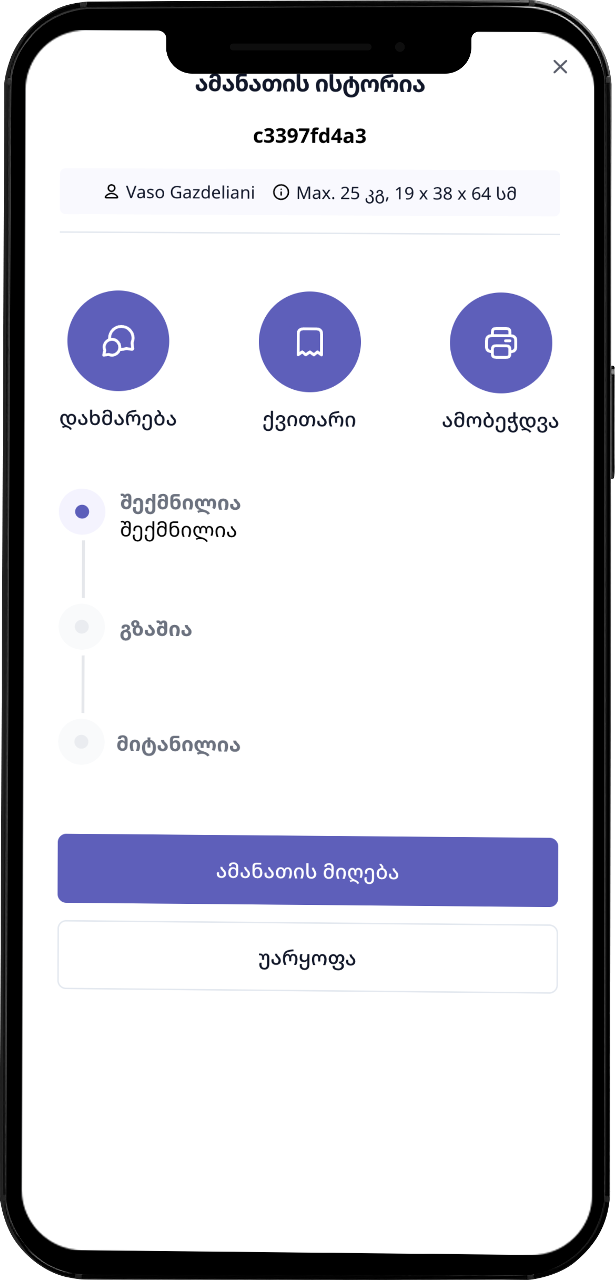 ამანათის ისტორია
c3397fd4a3
Vaso Gazdeliani Max. 25 კგ, 19 x 38 x 64 სმ
დახმარება ქვითარი ამობეჭდვა
შექმნილია
შექმნილია
გზაშია
მიტანილია
ამანათის მიღება
უარყოფა